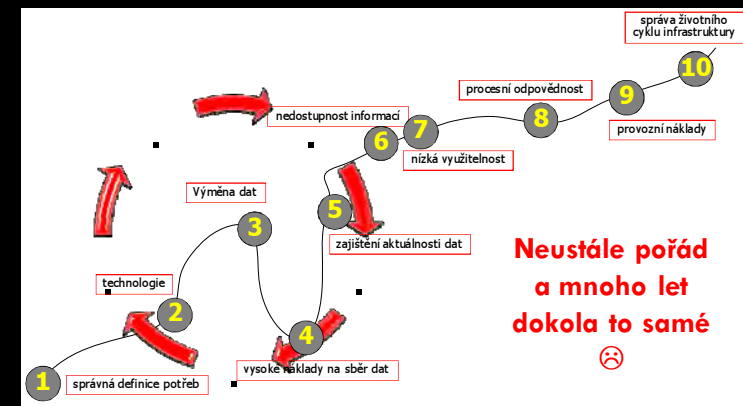 správa životního
cyklu infrastruktury
10
procesní odpovědnost
9
nedostupnost informací
8
provozní náklady
7
6
nízká využitelnost
Výměna dat
5
3
zajištění aktuálnosti dat
Neustále pořád
a mnoho let
dokola to samé
☹
technologie
2
4
vysoké náklady na sběr dat
1
správná definice potřeb